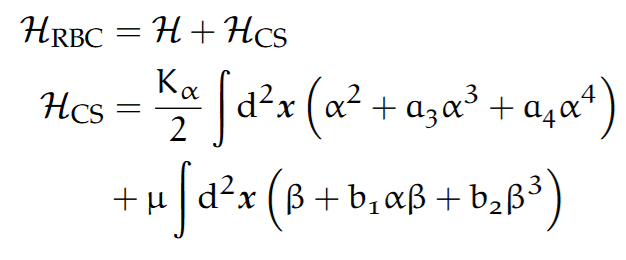 ℋ_RBC = ℋ + ℋ_CS
ℋ_CS = K_α/2 ∫ d²x (α² + a₃α³ + a₄α⁴)
+ μ ∫ d²x (β + b₁αβ + b₂β³)